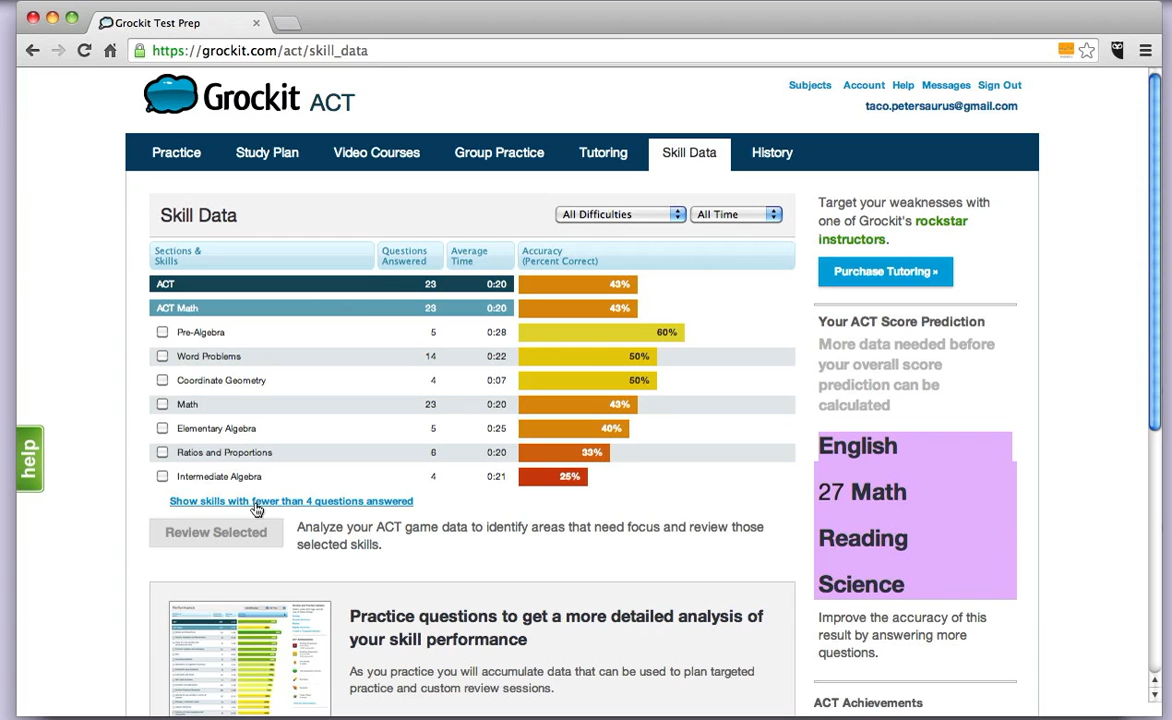 Grockit Test Prep
https://grockit.com/act/skill_data
Grockit ACT
Subjects Account Help Messages Sign Out
taco.petersaurus@gmail.com
Practice Study Plan Video Courses Group Practice Tutoring Skill Data History
Skill Data
All Difficulties All Time
Sections & Skills Questions Answered Average Time Accuracy (Percent Correct)
ACT 23 0:20 43%
ACT Math 23 0:20 43%
Pre-Algebra 5 0:28 60%
Word Problems 14 0:22 50%
Coordinate Geometry 4 0:07 50%
Math 23 0:20 43%
Elementary Algebra 5 0:25 40%
Ratios and Proportions 6 0:20 33%
Intermediate Algebra 4 0:21 25%
Show skills with fewer than 4 questions answered
Review Selected
Analyze your ACT game data to identify areas that need focus and review those
selected skills.
Practice questions to get a more detailed analysis of
your skill performance
As you practice you will accumulate data that can be used to plan targeted
practice and custom review sessions.
Target your weaknesses with
one of Grockit's rockstar
instructors.
Purchase Tutoring »
Your ACT Score Prediction
More data needed before
your overall score
prediction can be
calculated
English
27 Math
Reading
Science
Improve the accuracy of this
result by answering more
questions.
ACT Achievements
help